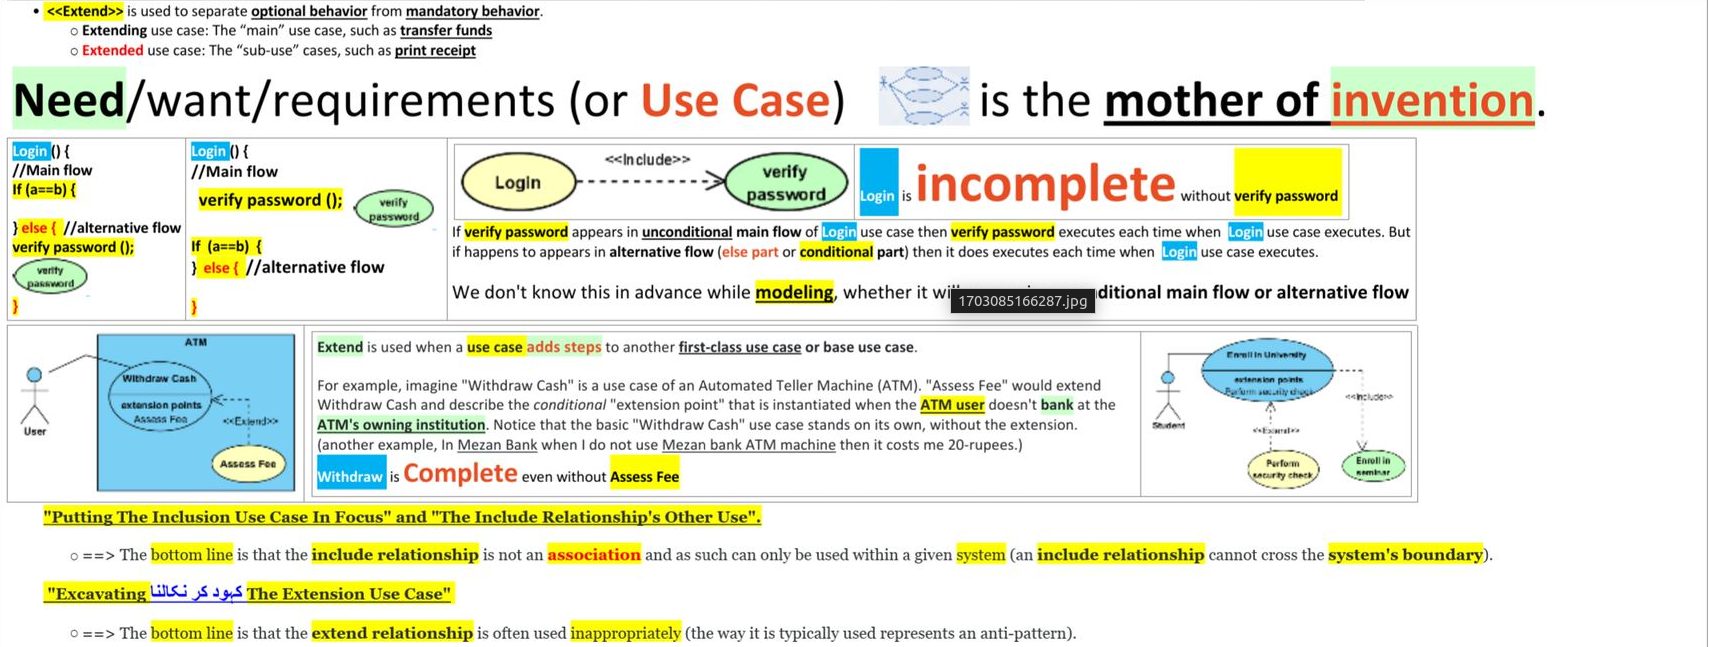 • <<Extend>> is used to separate optional behavior from mandatory behavior.
○ Extending use case: The “main” use case, such as transfer funds
○ Extended use case: The “sub-use” cases, such as print receipt
Need/want/requirements (or Use Case) is the mother of invention.
Login () {
//Main flow
If (a==b) {
} else { //alternative flow
verify password ();
verify
password
}
Login () {
//Main flow
verify password ();
verify
password
If (a==b) {
} else { //alternative flow
}
Login
<<Include>>
verify
password
Login is incomplete without verify password
If verify password appears in unconditional main flow of Login use case then verify password executes each time when Login use case executes. But
if happens to appears in alternative flow (else part or conditional part) then it does executes each time when Login use case executes.
We don't know this in advance while modeling, whether it will ditional main flow or alternative flow
1703085166287.jpg
User
ATM
Withdraw Cash
extension points
Assess Fee
<<Extend>>
Assess Fee
Extend is used when a use case adds steps to another first-class use case or base use case.
For example, imagine "Withdraw Cash" is a use case of an Automated Teller Machine (ATM). "Assess Fee" would extend
Withdraw Cash and describe the conditional "extension point" that is instantiated when the ATM user doesn't bank at the
ATM's owning institution. Notice that the basic "Withdraw Cash" use case stands on its own, without the extension.
(another example, In Mezan Bank when I do not use Mezan bank ATM machine then it costs me 20-rupees.)
Withdraw is Complete even without Assess Fee
Student
Enroll in University
extension points
Perform security check
<<Extend>>
<<Include>>
Perform
security check
Enroll in
seminar
"Putting The Inclusion Use Case In Focus" and "The Include Relationship's Other Use".
○ ==> The bottom line is that the include relationship is not an association and as such can only be used within a given system (an include relationship cannot cross the system's boundary).
"Excavating کہود کر نکالنا The Extension Use Case"
○ ==> The bottom line is that the extend relationship is often used inappropriately (the way it is typically used represents an anti-pattern).